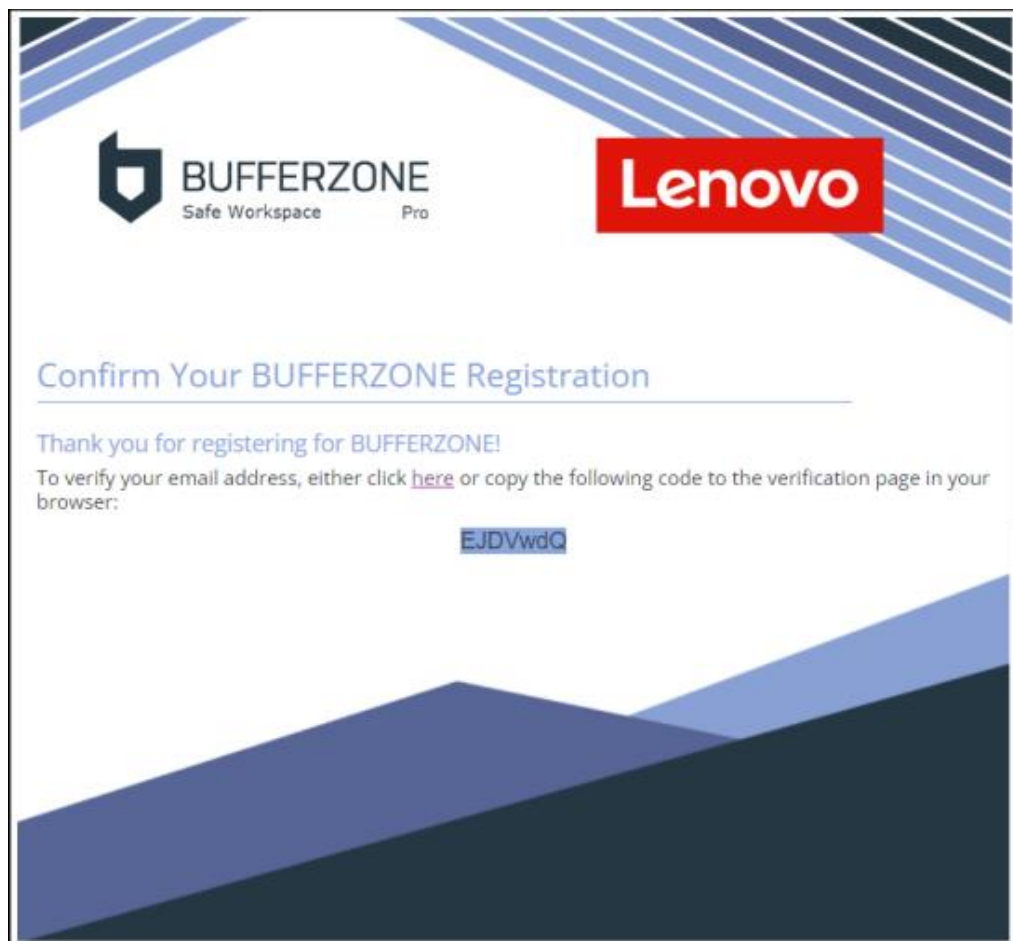 BUFFERZONE
Safe Workspace Pro
Lenovo
Confirm Your BUFFERZONE Registration
Thank you for registering for BUFFERZONE!
To verify your email address, either click here or copy the following code to the verification page in your
browser:
EJDVwdQ